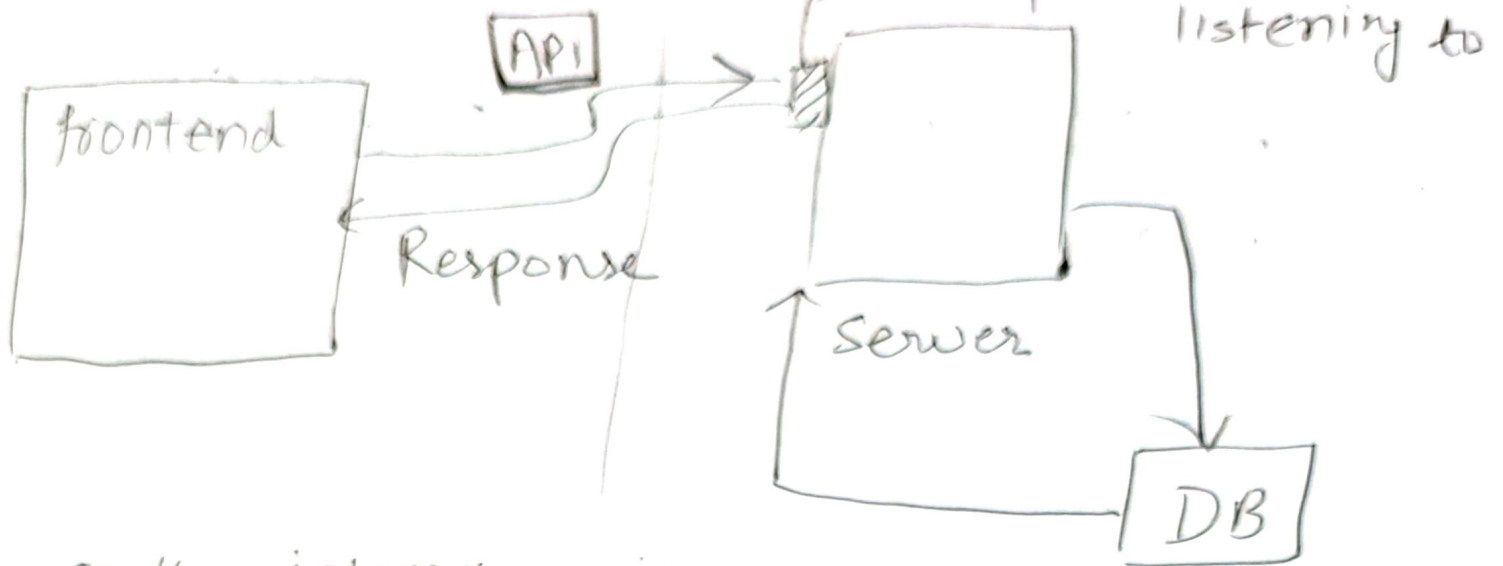 listening to
API
frontend
Response
Server
DB